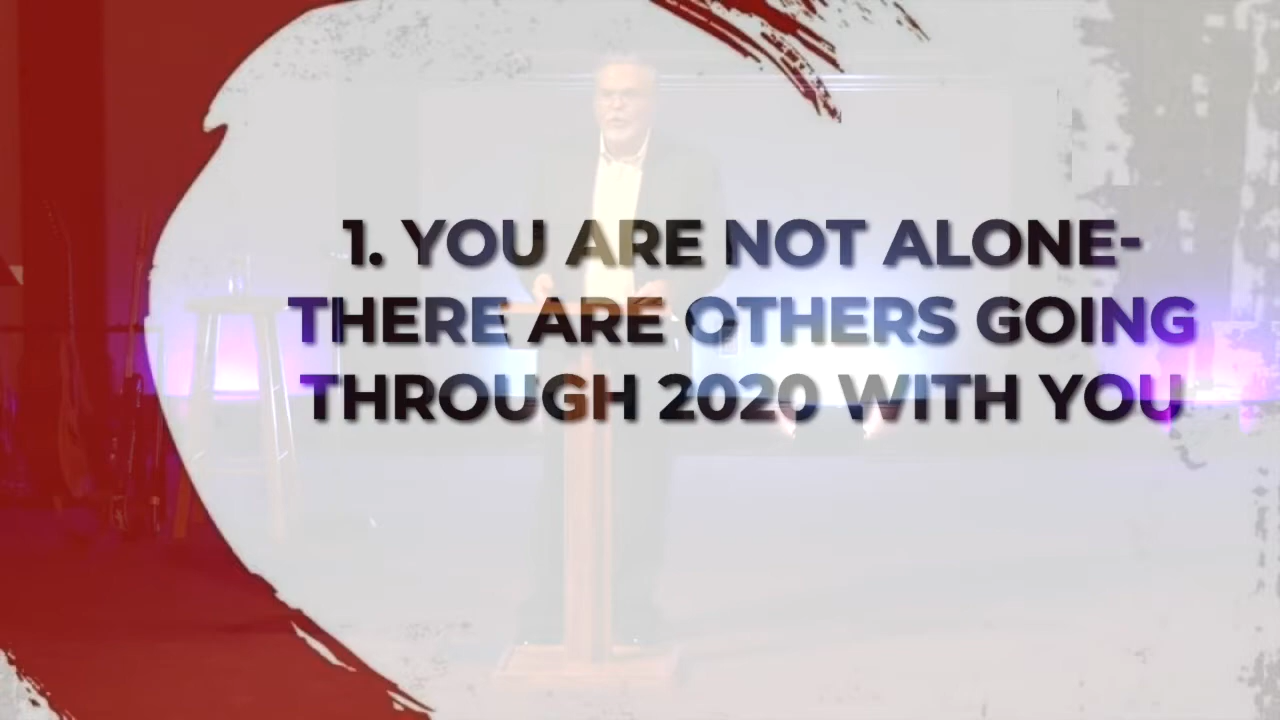 1. YOU ARE NOT ALONE-
THERE ARE OTHERS GOING
THROUGH 2020 WITH YOU